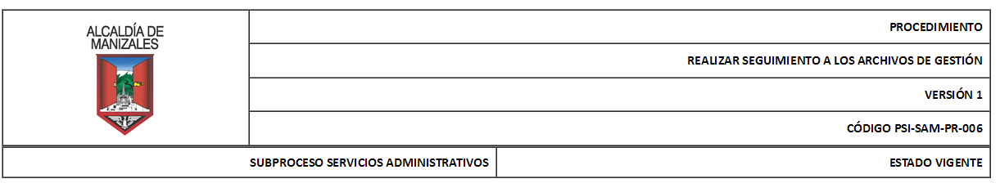 ALCALDÍA DE
MANIZALES
PROCEDIMIENTO
REALIZAR SEGUIMIENTO A LOS ARCHIVOS DE GESTIÓN
VERSIÓN 1
CÓDIGO PSI-SAM-PR-006
SUBPROCESO SERVICIOS ADMINISTRATIVOS
ESTADO VIGENTE